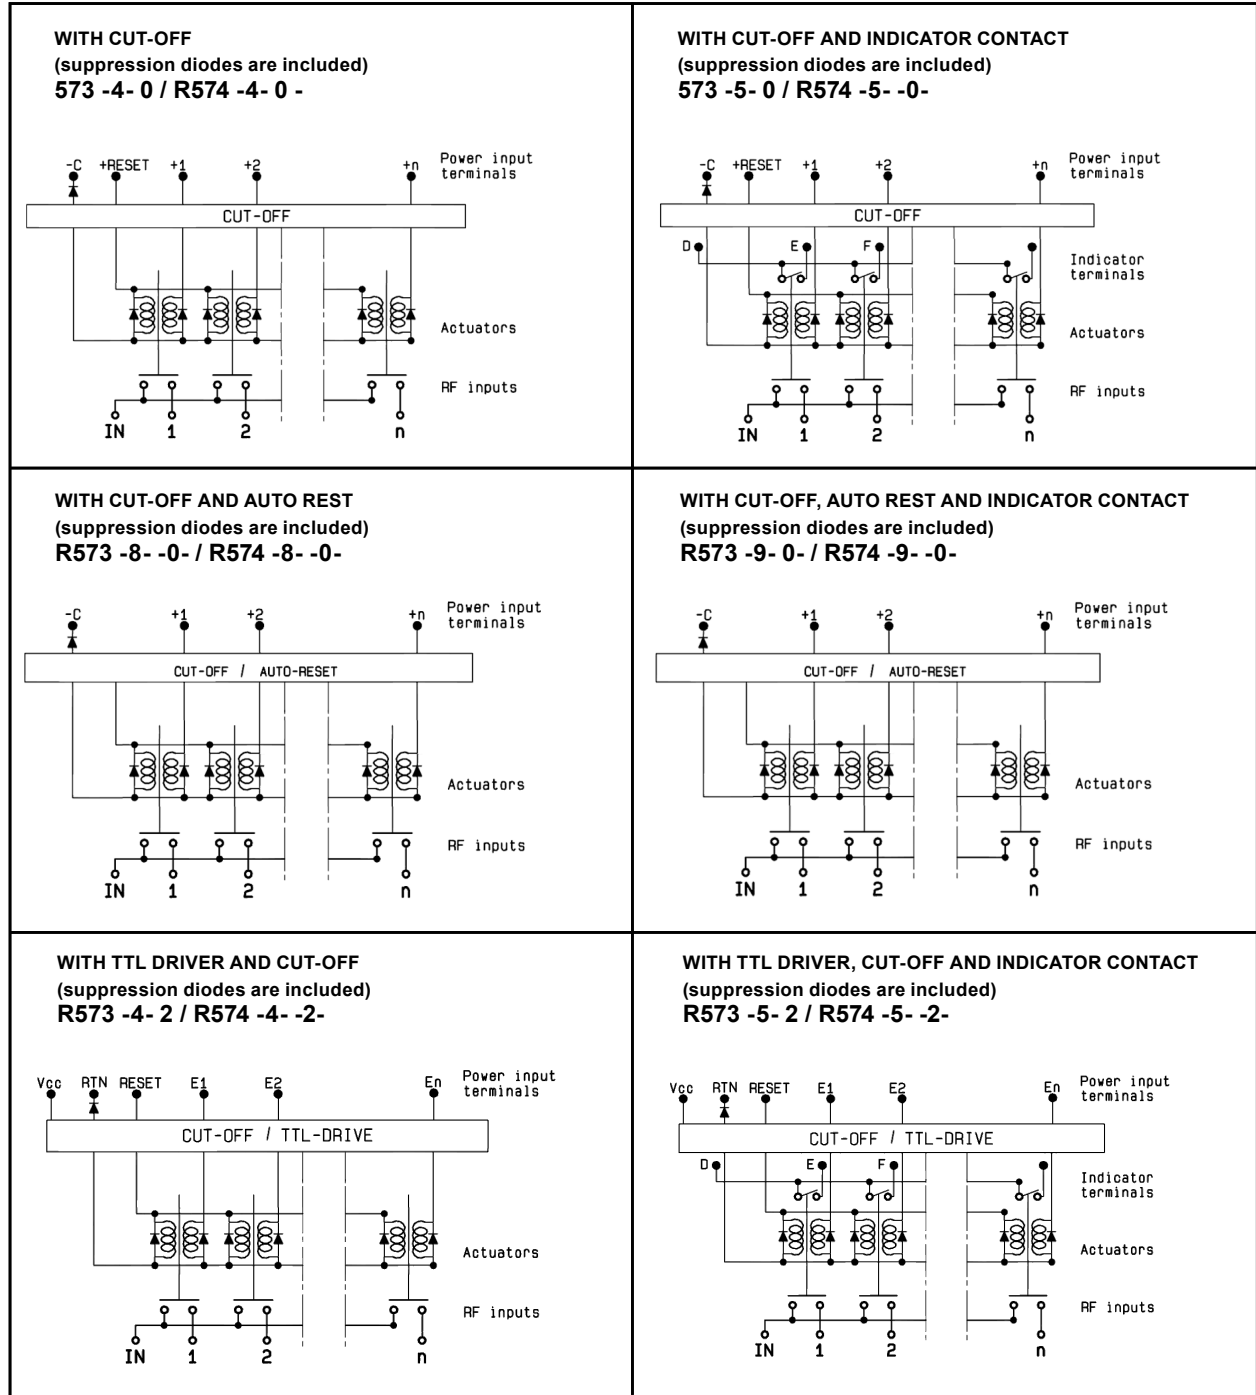 WITH CUT-OFF
(suppression diodes are included)
573 -4- 0 / R574 -4- 0 -
-C +RESET +1 +2 +n Power input
terminals
CUT-OFF
Actuators
RF inputs
IN 1 2 n
WITH CUT-OFF AND INDICATOR CONTACT
(suppression diodes are included)
573 -5- 0 / R574 -5- -0-
-C +RESET +1 +2 +n Power input
terminals
CUT-OFF
D E F
Indicator
terminals
Actuators
RF inputs
IN 1 2 n
WITH CUT-OFF AND AUTO REST
(suppression diodes are included)
R573 -8- -0- / R574 -8- -0-
-C +1 +2 +n Power input
terminals
CUT-OFF / AUTO-RESET
Actuators
RF inputs
IN 1 2 n
WITH CUT-OFF, AUTO REST AND INDICATOR CONTACT
(suppression diodes are included)
R573 -9- 0- / R574 -9- -0-
-C +1 +2 +n Power input
terminals
CUT-OFF / AUTO-RESET
Actuators
RF inputs
IN 1 2 n
WITH TTL DRIVER AND CUT-OFF
(suppression diodes are included)
R573 -4- 2 / R574 -4- -2-
Vcc RTN RESET E1 E2 En Power input
terminals
CUT-OFF / TTL-DRIVE
Actuators
RF inputs
IN 1 2 n
WITH TTL DRIVER, CUT-OFF AND INDICATOR CONTACT
(suppression diodes are included)
R573 -5- 2 / R574 -5- -2-
Vcc RTN RESET E1 E2 En Power input
terminals
CUT-OFF / TTL-DRIVE
D E F
Indicator
terminals
Actuators
RF inputs
IN 1 2 n